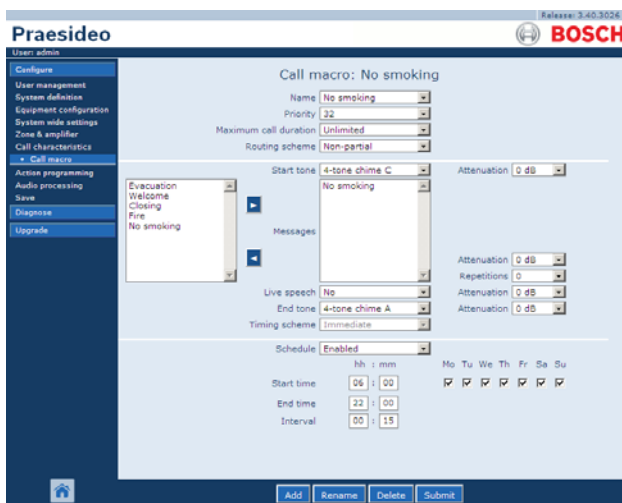 Release: 3.40.3026
Praesideo
BOSCH
User: admin
Configure
User management
System definition
Equipment configuration
System wide settings
Zone & amplifier
Call characteristics
• Call macro
Action programming
Audio processing
Save
Diagnose
Upgrade
Call macro: No smoking
Name No smoking
Priority 32
Maximum call duration Unlimited
Routing scheme Non-partial
Start tone 4-tone chime C Attenuation 0 dB
Evacuation
Welcome
Closing
Fire
No smoking
Messages
No smoking
Attenuation 0 dB
Repetitions 0
Live speech No Attenuation 0 dB
End tone 4-tone chime A Attenuation 0 dB
Timing scheme Immediate
Schedule Enabled
hh : mm Mo Tu We Th Fr Sa Su
Start time 06 : 00
End time 22 : 00
Interval 00 : 15
Add Rename Delete Submit